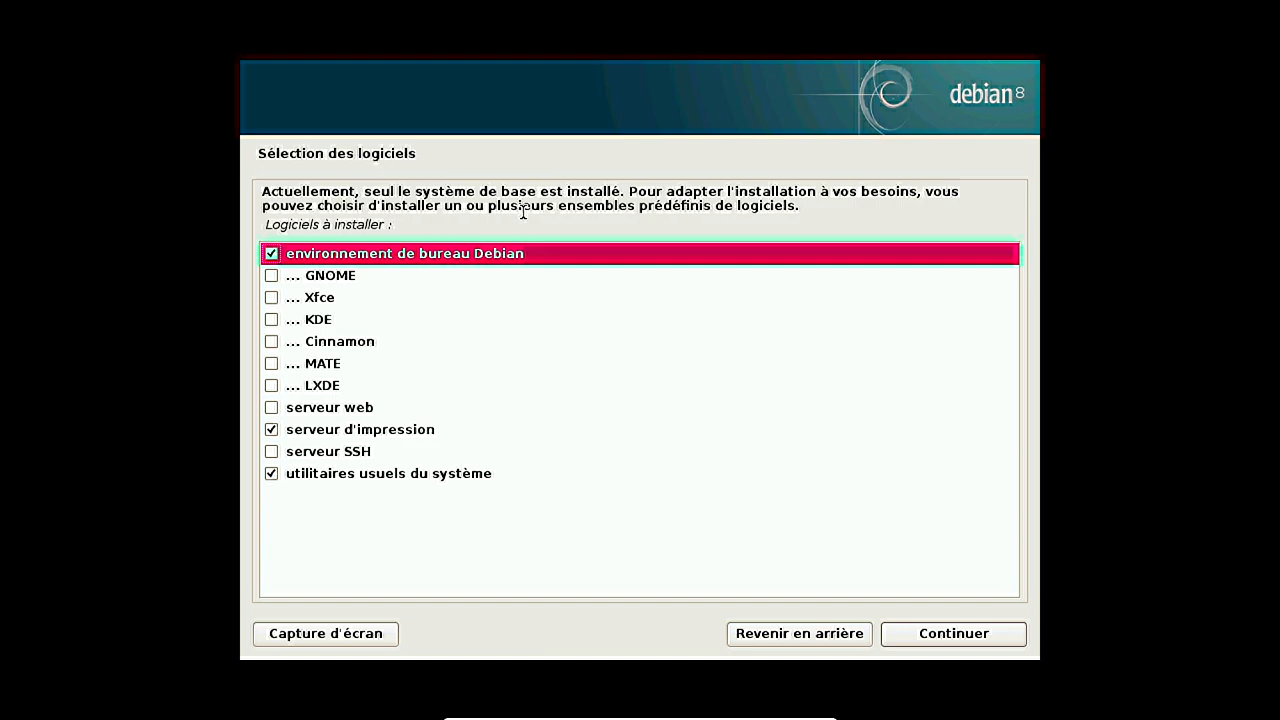 debian 8
Sélection des logiciels
Actuellement, seul le système de base est installé. Pour adapter l'installation à vos besoins, vous
pouvez choisir d'installer un ou plusieurs ensembles prédéfinis de logiciels.
Logiciels à installer :
environnement de bureau Debian
... GNOME
... Xfce
... KDE
... Cinnamon
... MATE
... LXDE
serveur web
serveur d'impression
serveur SSH
utilitaires usuels du système
Capture d'écran
Revenir en arrière
Continuer